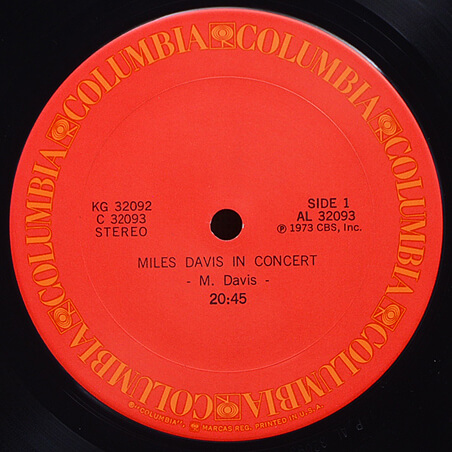 COLUMBIA COLUMBIA COLUMBIA COLUMBIA COLUMBIA COLUMBIA
KG 32092
C 32093
STEREO
SIDE 1
AL 32093
Ⓟ 1973 CBS, Inc.
MILES DAVIS IN CONCERT
- M. Davis -
20:45
®"COLUMBIA", MARCAS REG. PRINTED IN U.S.A.